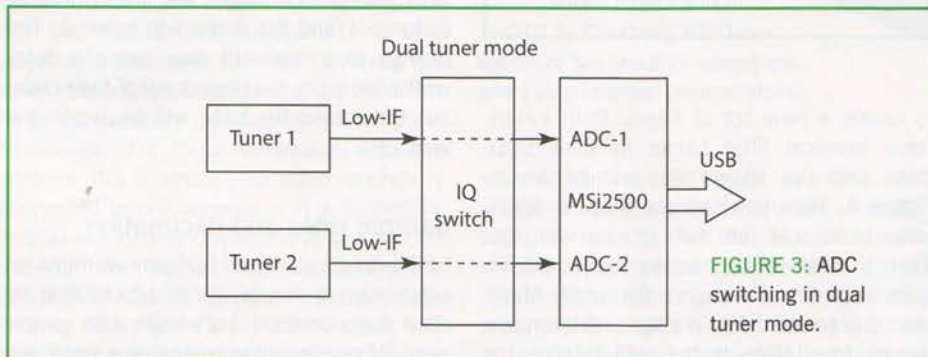 Dual tuner mode
Tuner 1
Low-IF
ADC-1
USB
IQ
switch
MSi2500
Tuner 2
Low-IF
ADC-2
FIGURE 3: ADC
switching in dual
tuner mode.